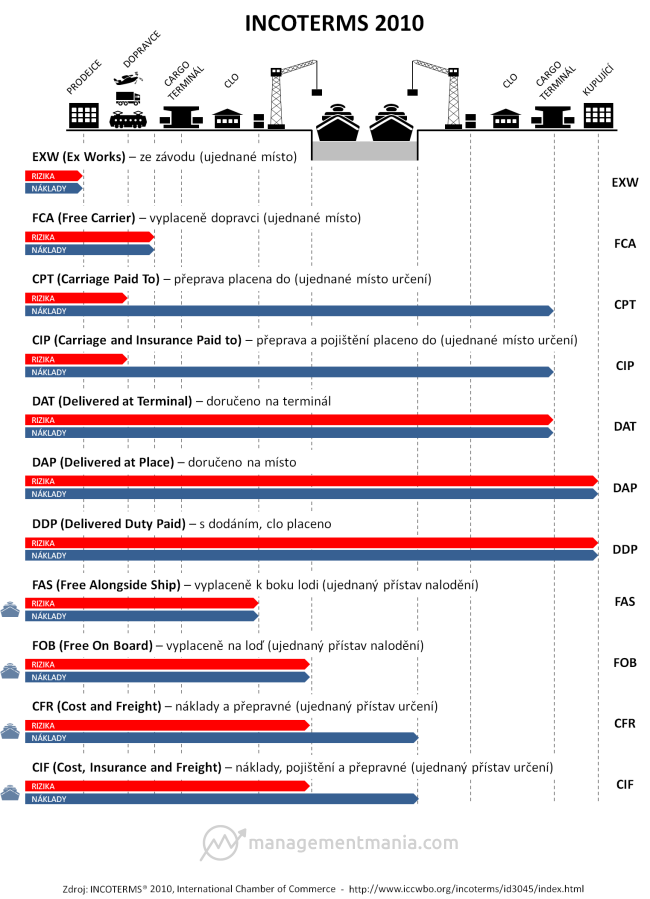 INCOTERMS 2010
PRODEJCE
DOPRAVCE
CARGO
TERMINÁL
CLO
CLO
CARGO
TERMINÁL
KUPUJÍCÍ
EXW (Ex Works) – ze závodu (ujednané místo)
RIZIKA
NÁKLADY
EXW
FCA (Free Carrier) – vyplaceně dopravci (ujednané místo)
RIZIKA
NÁKLADY
FCA
CPT (Carriage Paid To) – přeprava placena do (ujednané místo určení)
RIZIKA
NÁKLADY
CPT
CIP (Carriage and Insurance Paid to) – přeprava a pojištění placeno do (ujednané místo určení)
RIZIKA
NÁKLADY
CIP
DAT (Delivered at Terminal) – doručeno na terminál
RIZIKA
NÁKLADY
DAT
DAP (Delivered at Place) – doručeno na místo
RIZIKA
NÁKLADY
DAP
DDP (Delivered Duty Paid) – s dodáním, clo placeno
RIZIKA
NÁKLADY
DDP
FAS (Free Alongside Ship) – vyplaceně k boku lodi (ujednaný přístav nalodění)
RIZIKA
NÁKLADY
FAS
FOB (Free On Board) – vyplaceně na loď (ujednaný přístav nalodění)
RIZIKA
NÁKLADY
FOB
CFR (Cost and Freight) – náklady a přepravné (ujednaný přístav určení)
RIZIKA
NÁKLADY
CFR
CIF (Cost, Insurance and Freight) – náklady, pojištění a přepravné (ujednaný přístav určení)
RIZIKA
NÁKLADY
CIF
managementmania.com
Zdroj: INCOTERMS® 2010, International Chamber of Commerce - http://www.iccwbo.org/incoterms/id3045/index.html